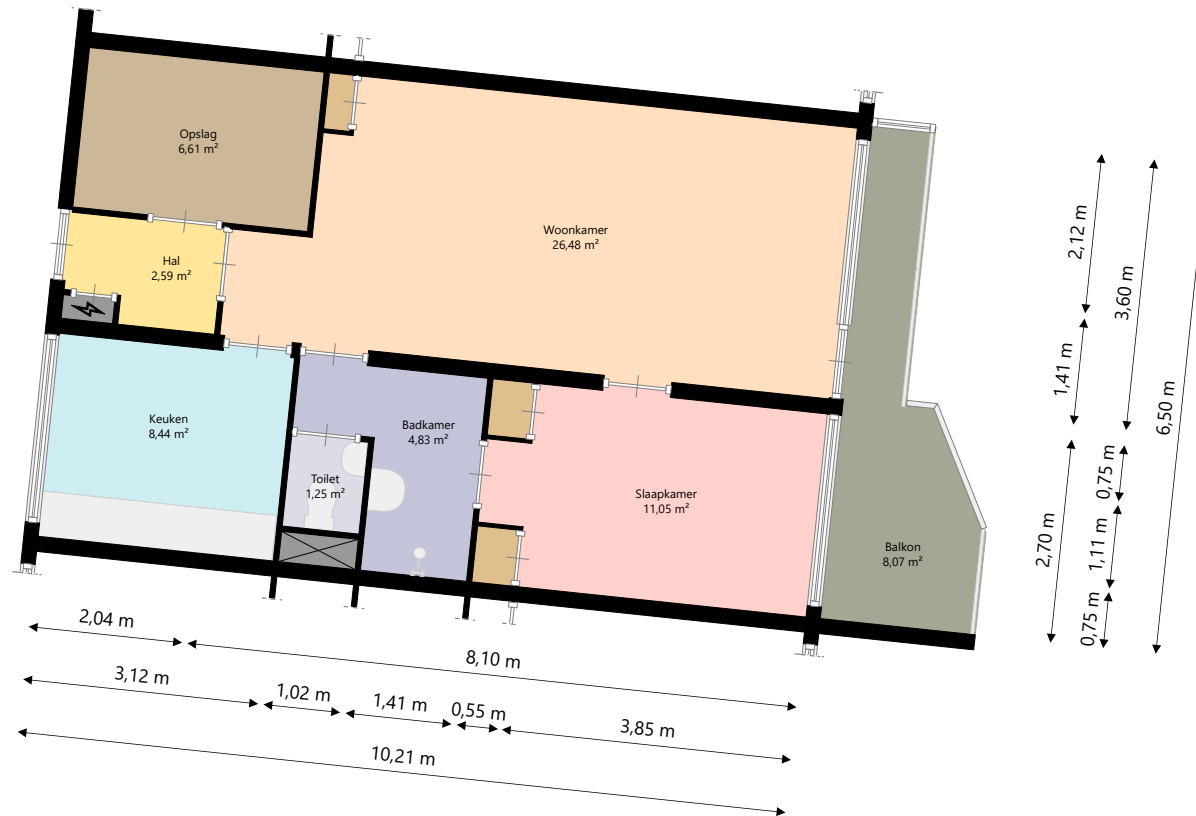 Opslag
6,61 m²
Woonkamer
26,48 m²
Hal
2,59 m²
Keuken
8,44 m²
Badkamer
4,83 m²
Toilet
1,25 m²
Slaapkamer
11,05 m²
Balkon
8,07 m²
2,12 m
3,60 m
1,41 m
6,50 m
0,75 m
2,70 m
1,11 m
0,75 m
2,04 m
8,10 m
3,12 m
1,02 m
1,41 m
0,55 m
3,85 m
10,21 m